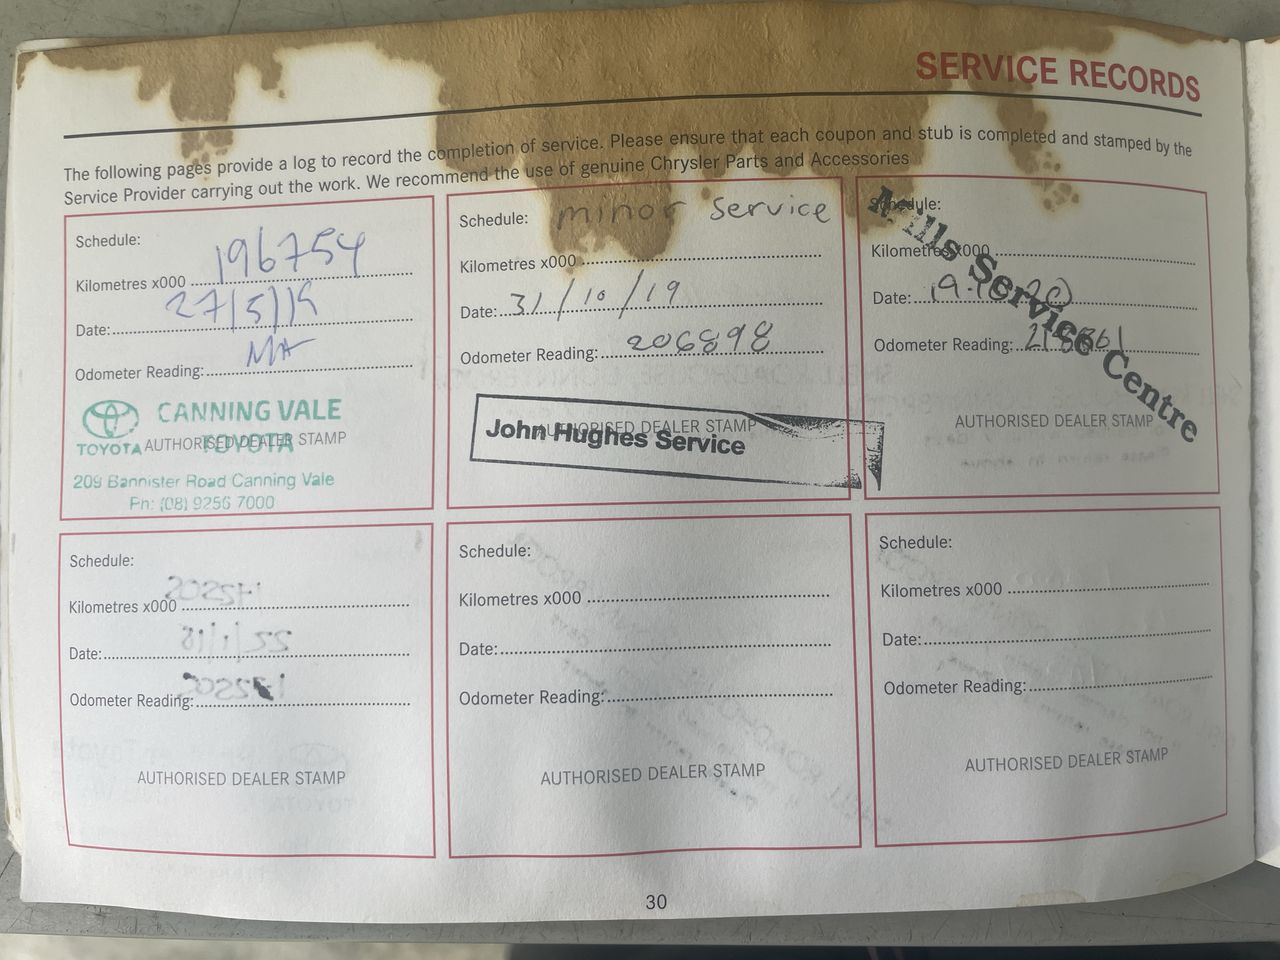 SERVICE RECORDS
The following pages provide a log to record the completion of service. Please ensure that each coupon and stub is completed and stamped by the
Service Provider carrying out the work. We recommend the use of genuine Chrysler Parts and Accessories
Schedule:
Kilometres x000 196754
Date: 27/5/19
Odometer Reading:
CANNING VALE
TOYOTA
TOYOTA
AUTHORISED DEALER STAMP
209 Bannister Road Canning Vale
Ph: (08) 9256 7000
Schedule: minor service
Kilometres x000
Date: 31/10/19
Odometer Reading: 206898
AUTHORISED DEALER STAMP
John Hughes Service
Schedule:
Kilometres x000
Date:
Odometer Reading:
Mills Service Centre
AUTHORISED DEALER STAMP
Schedule:
Kilometres x000
Date:
Odometer Reading:
AUTHORISED DEALER STAMP
Schedule:
Kilometres x000
Date:
Odometer Reading:
AUTHORISED DEALER STAMP
Schedule:
Kilometres x000
Date:
Odometer Reading:
AUTHORISED DEALER STAMP
30